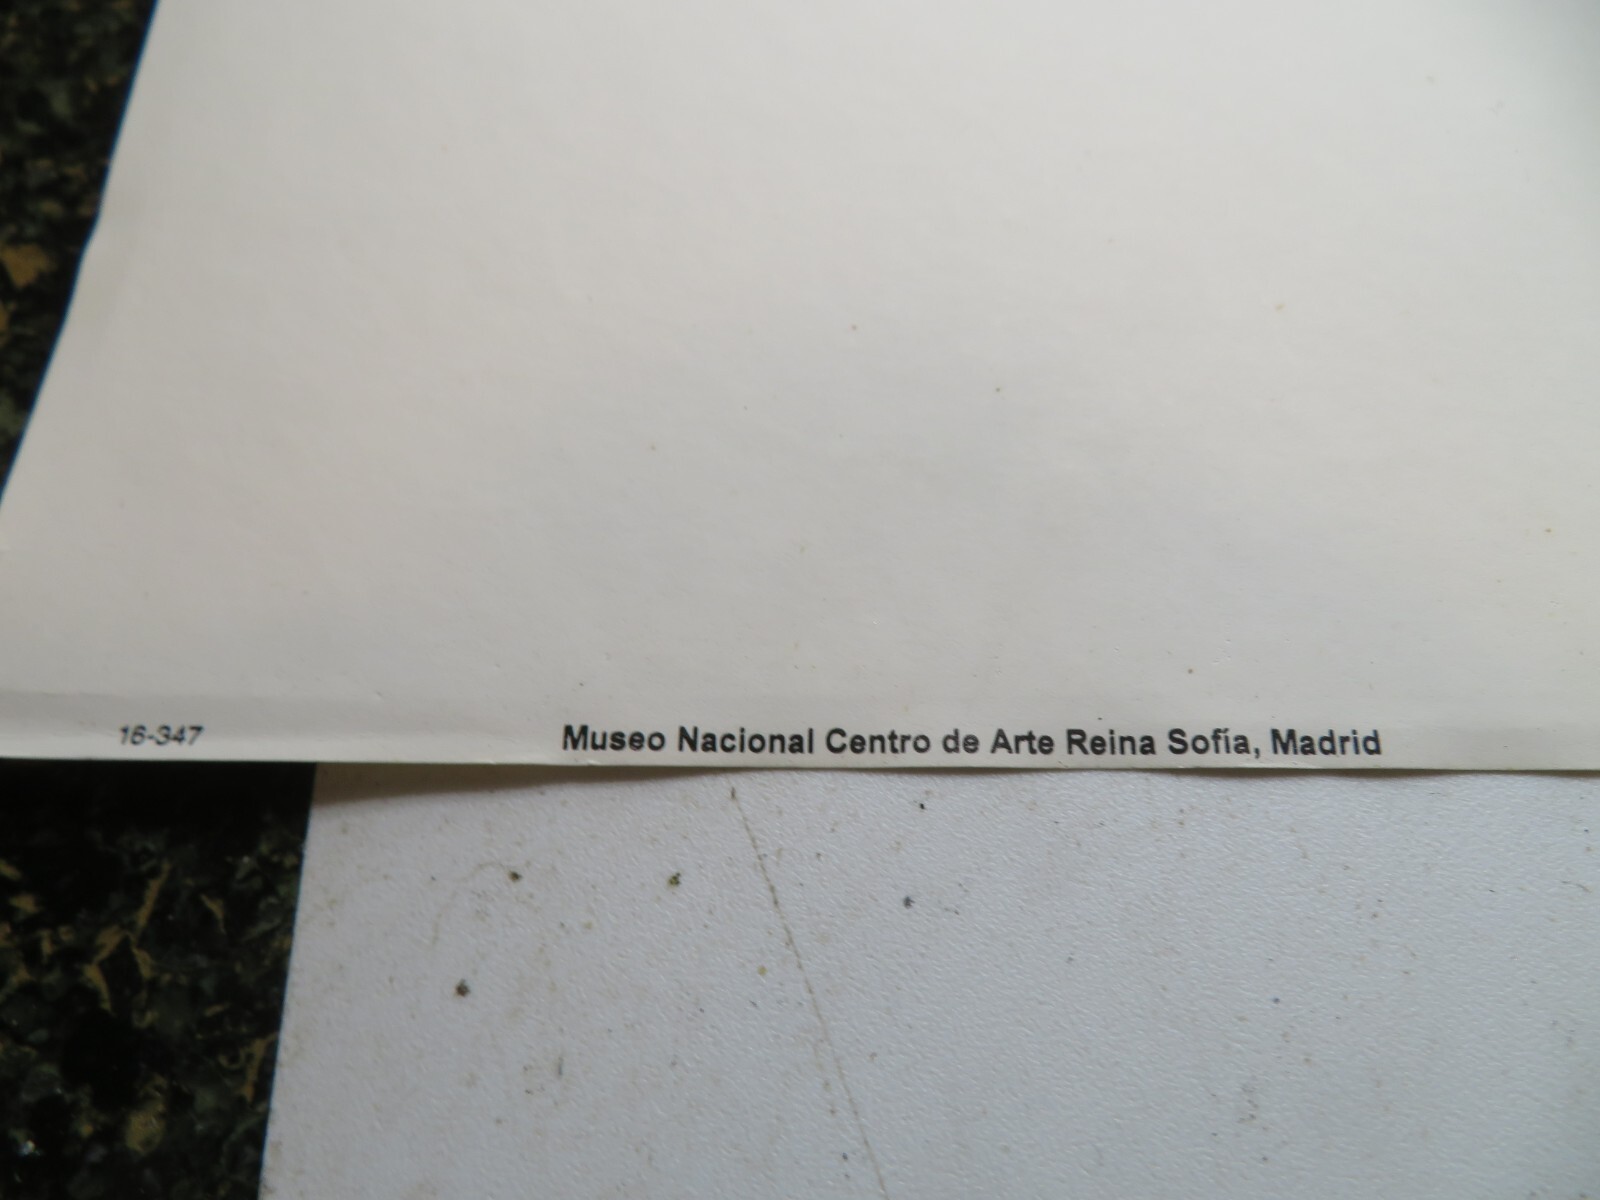 16-347
Museo Nacional Centro de Arte Reina Sofía, Madrid